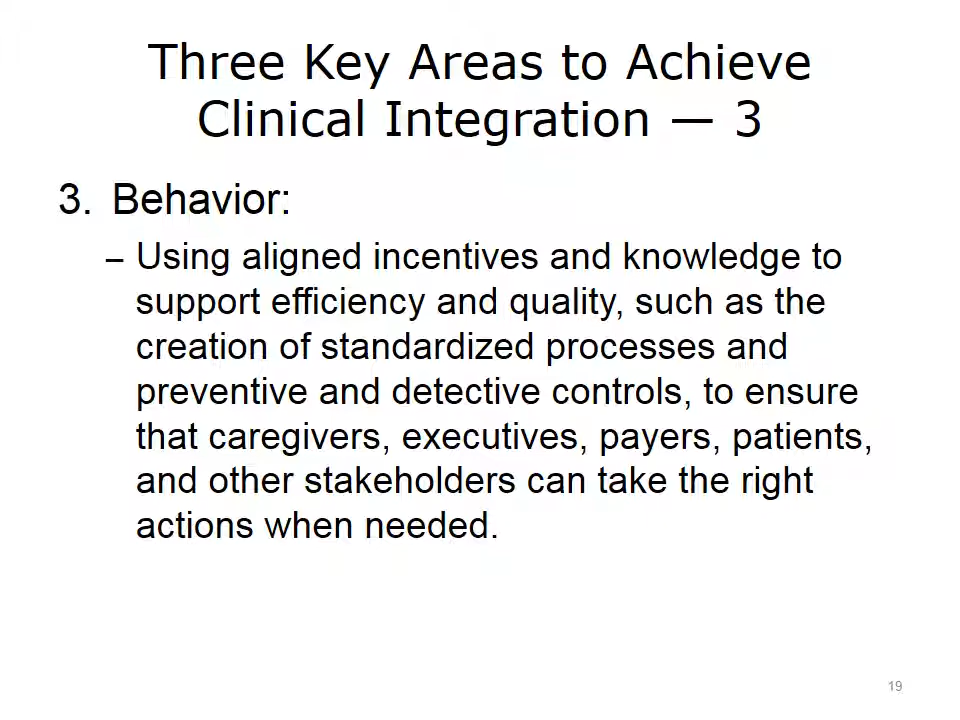 Three Key Areas to Achieve
Clinical Integration — 3
3. Behavior:
– Using aligned incentives and knowledge to
support efficiency and quality, such as the
creation of standardized processes and
preventive and detective controls, to ensure
that caregivers, executives, payers, patients,
and other stakeholders can take the right
actions when needed.
19